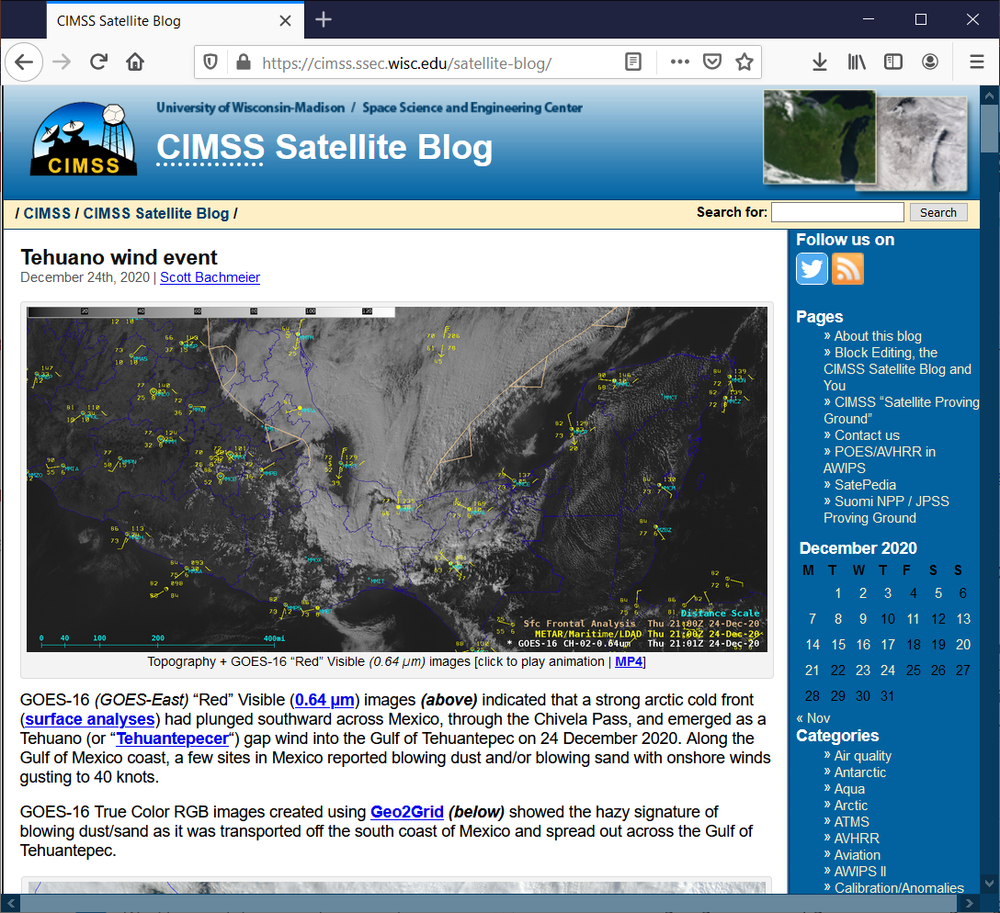 CIMSS Satellite Blog
https://cimss.ssec.wisc.edu/satellite-blog/
University of Wisconsin-Madison / Space Science and Engineering Center
CIMSS Satellite Blog
CIMSS
/ CIMSS / CIMSS Satellite Blog /
Search for:
Search
Tehuano wind event
December 24th, 2020 | Scott Bachmeier
20 40 60 80 100 120
Distance Scale
Sfc Frontal Analysis Thu 21:00Z 24-Dec-20
METAR/Maritime/LDAD Thu 21:00Z 24-Dec-20
* GOES-16 CH-02-0.64um Thu 21:01Z 24-Dec-20
0 40 100 200 400mi
Topography + GOES-16 “Red” Visible (0.64 µm) images [click to play animation | MP4]
GOES-16 (GOES-East) “Red” Visible (0.64 µm) images (above) indicated that a strong arctic cold front
(surface analyses) had plunged southward across Mexico, through the Chivela Pass, and emerged as a
Tehuano (or “Tehuantepecer“) gap wind into the Gulf of Tehuantepec on 24 December 2020. Along the
Gulf of Mexico coast, a few sites in Mexico reported blowing dust and/or blowing sand with onshore winds
gusting to 40 knots.
GOES-16 True Color RGB images created using Geo2Grid (below) showed the hazy signature of
blowing dust/sand as it was transported off the south coast of Mexico and spread out across the Gulf of
Tehuantepec.
Follow us on
Pages
» About this blog
» Block Editing, the
CIMSS Satellite Blog and
You
» CIMSS “Satellite Proving
Ground”
» Contact us
» POES/AVHRR in
AWIPS
» SatePedia
» Suomi NPP / JPSS
Proving Ground
December 2020
M T W T F S S
1 2 3 4 5 6
7 8 9 10 11 12 13
14 15 16 17 18 19 20
21 22 23 24 25 26 27
28 29 30 31
« Nov
Categories
» Air quality
» Antarctic
» Aqua
» Arctic
» ATMS
» AVHRR
» Aviation
» AWIPS II
» Calibration/Anomalies